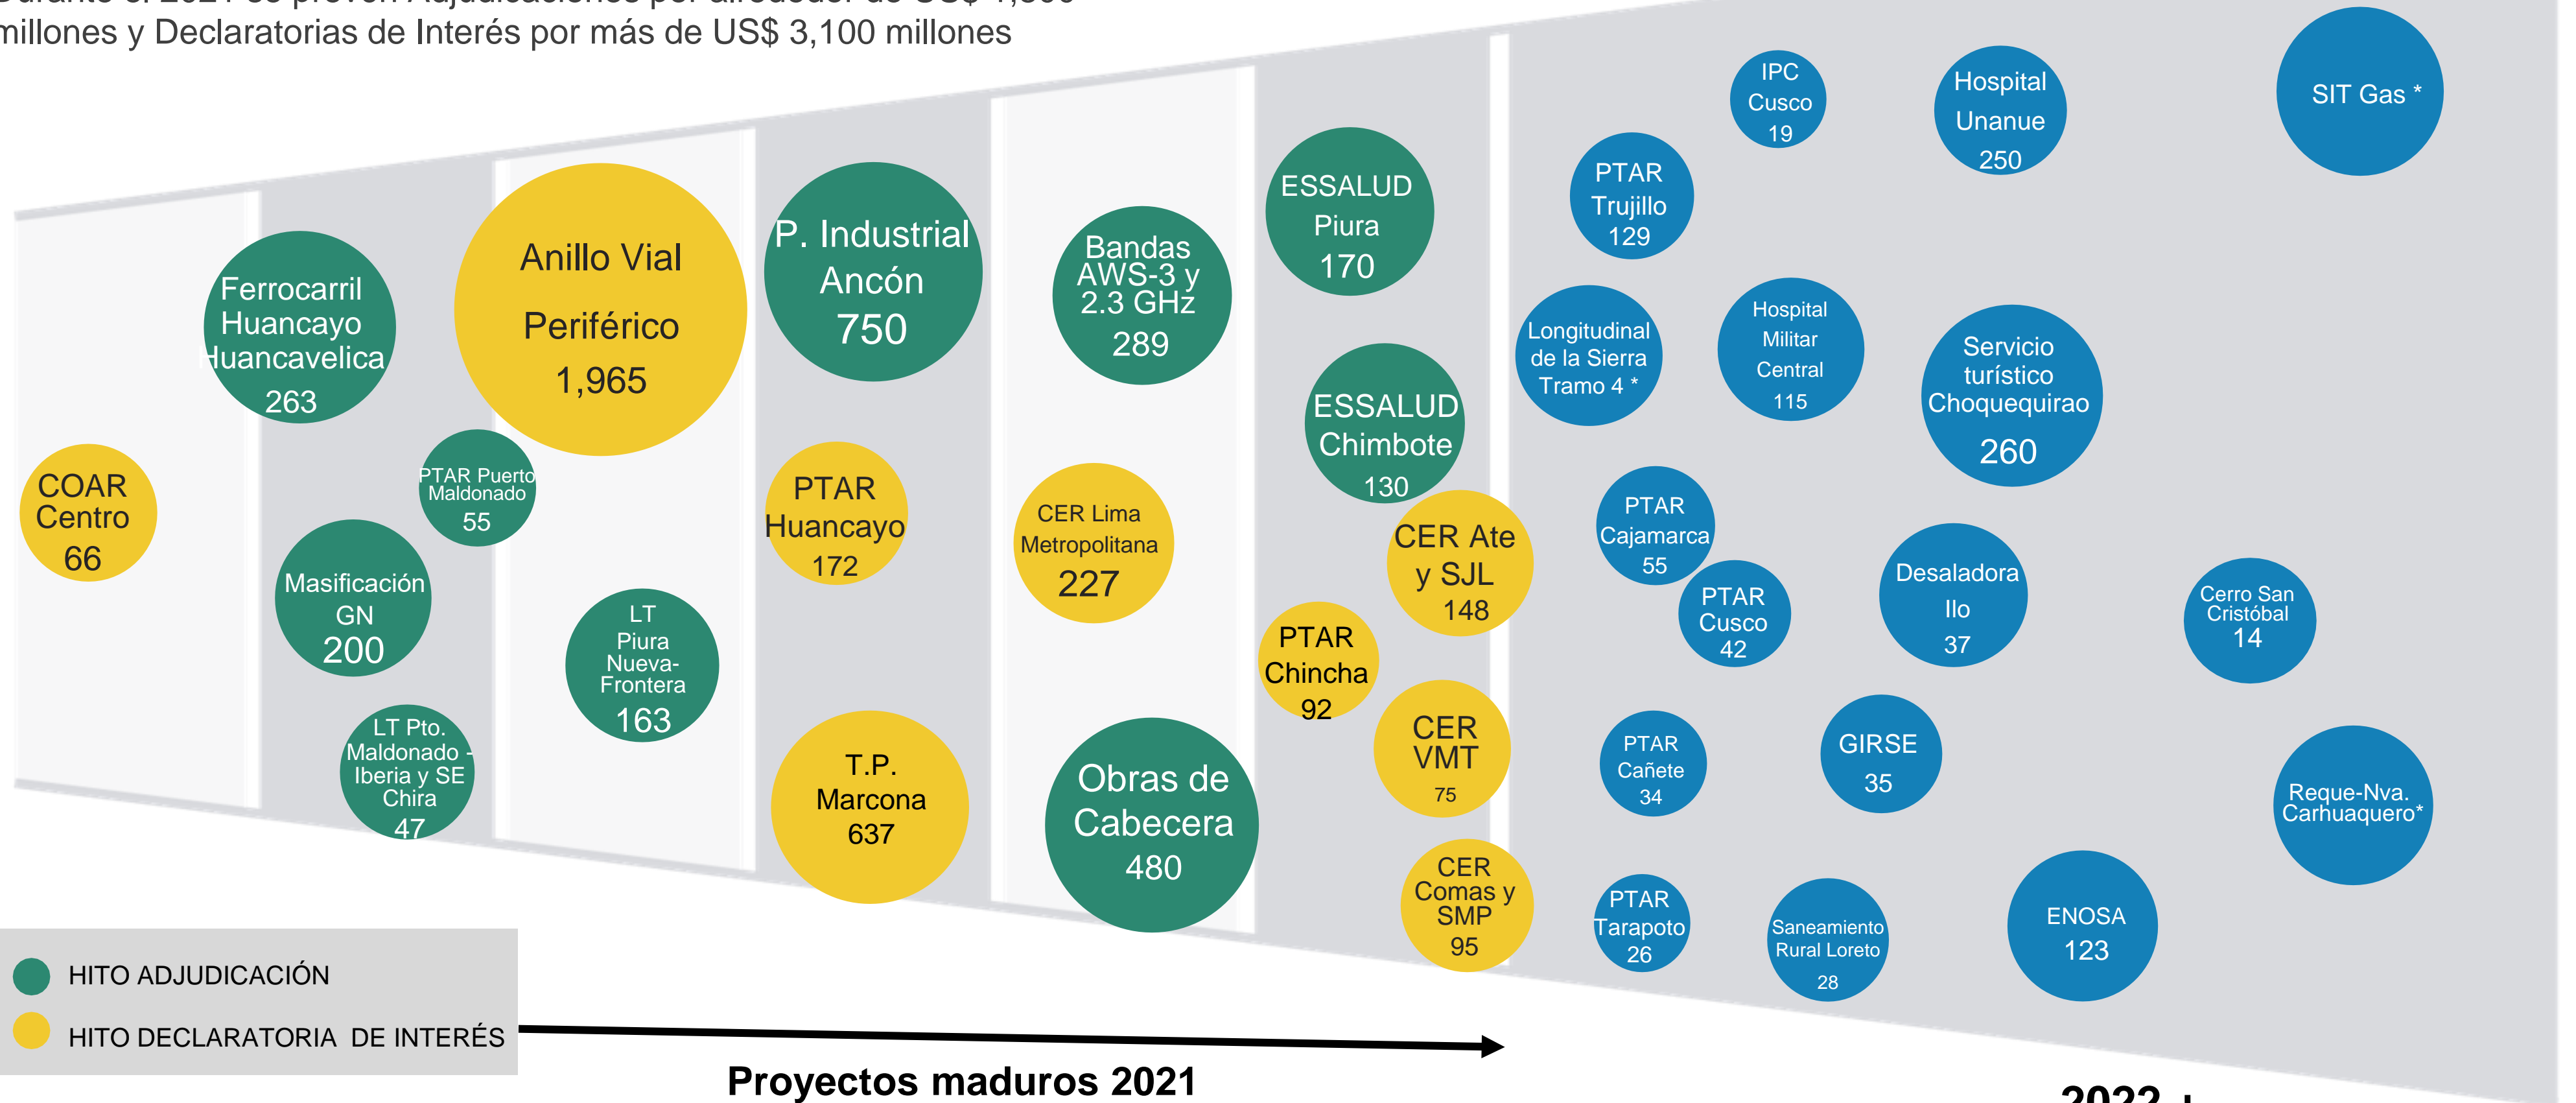 millones y Declaratorias de Interés por más de US$ 3,100 millones
COAR
Centro
66
Ferrocarril
Huancayo
Huancavelica
263
Masificación
GN
200
PTAR Puerto
Maldonado
55
LT Pto.
Maldonado -
Iberia y SE
Chira
47
Anillo Vial
Periférico
1,965
LT
Piura
Nueva-
Frontera
163
P. Industrial
Ancón
750
PTAR
Huancayo
172
T.P.
Marcona
637
Bandas
AWS-3 y
2.3 GHz
289
CER Lima
Metropolitana
227
Obras de
Cabecera
480
ESSALUD
Piura
170
ESSALUD
Chimbote
130
CER Ate
y SJL
148
PTAR
Chincha
92
CER
VMT
75
CER
Comas y
SMP
95
IPC
Cusco
19
Hospital
Unanue
250
SIT Gas *
PTAR
Trujillo
129
Longitudinal
de la Sierra
Tramo 4 *
Hospital
Militar
Central
115
Servicio
turístico
Choquequirao
260
PTAR
Cajamarca
55
PTAR
Cusco
42
Desaladora
Ilo
37
Cerro San
Cristóbal
14
PTAR
Cañete
34
GIRSE
35
Reque-Nva.
Carhuaquero*
PTAR
Tarapoto
26
Saneamiento
Rural Loreto
28
ENOSA
123
HITO ADJUDICACIÓN
HITO DECLARATORIA DE INTERÉS
Proyectos maduros 2021
2022 +